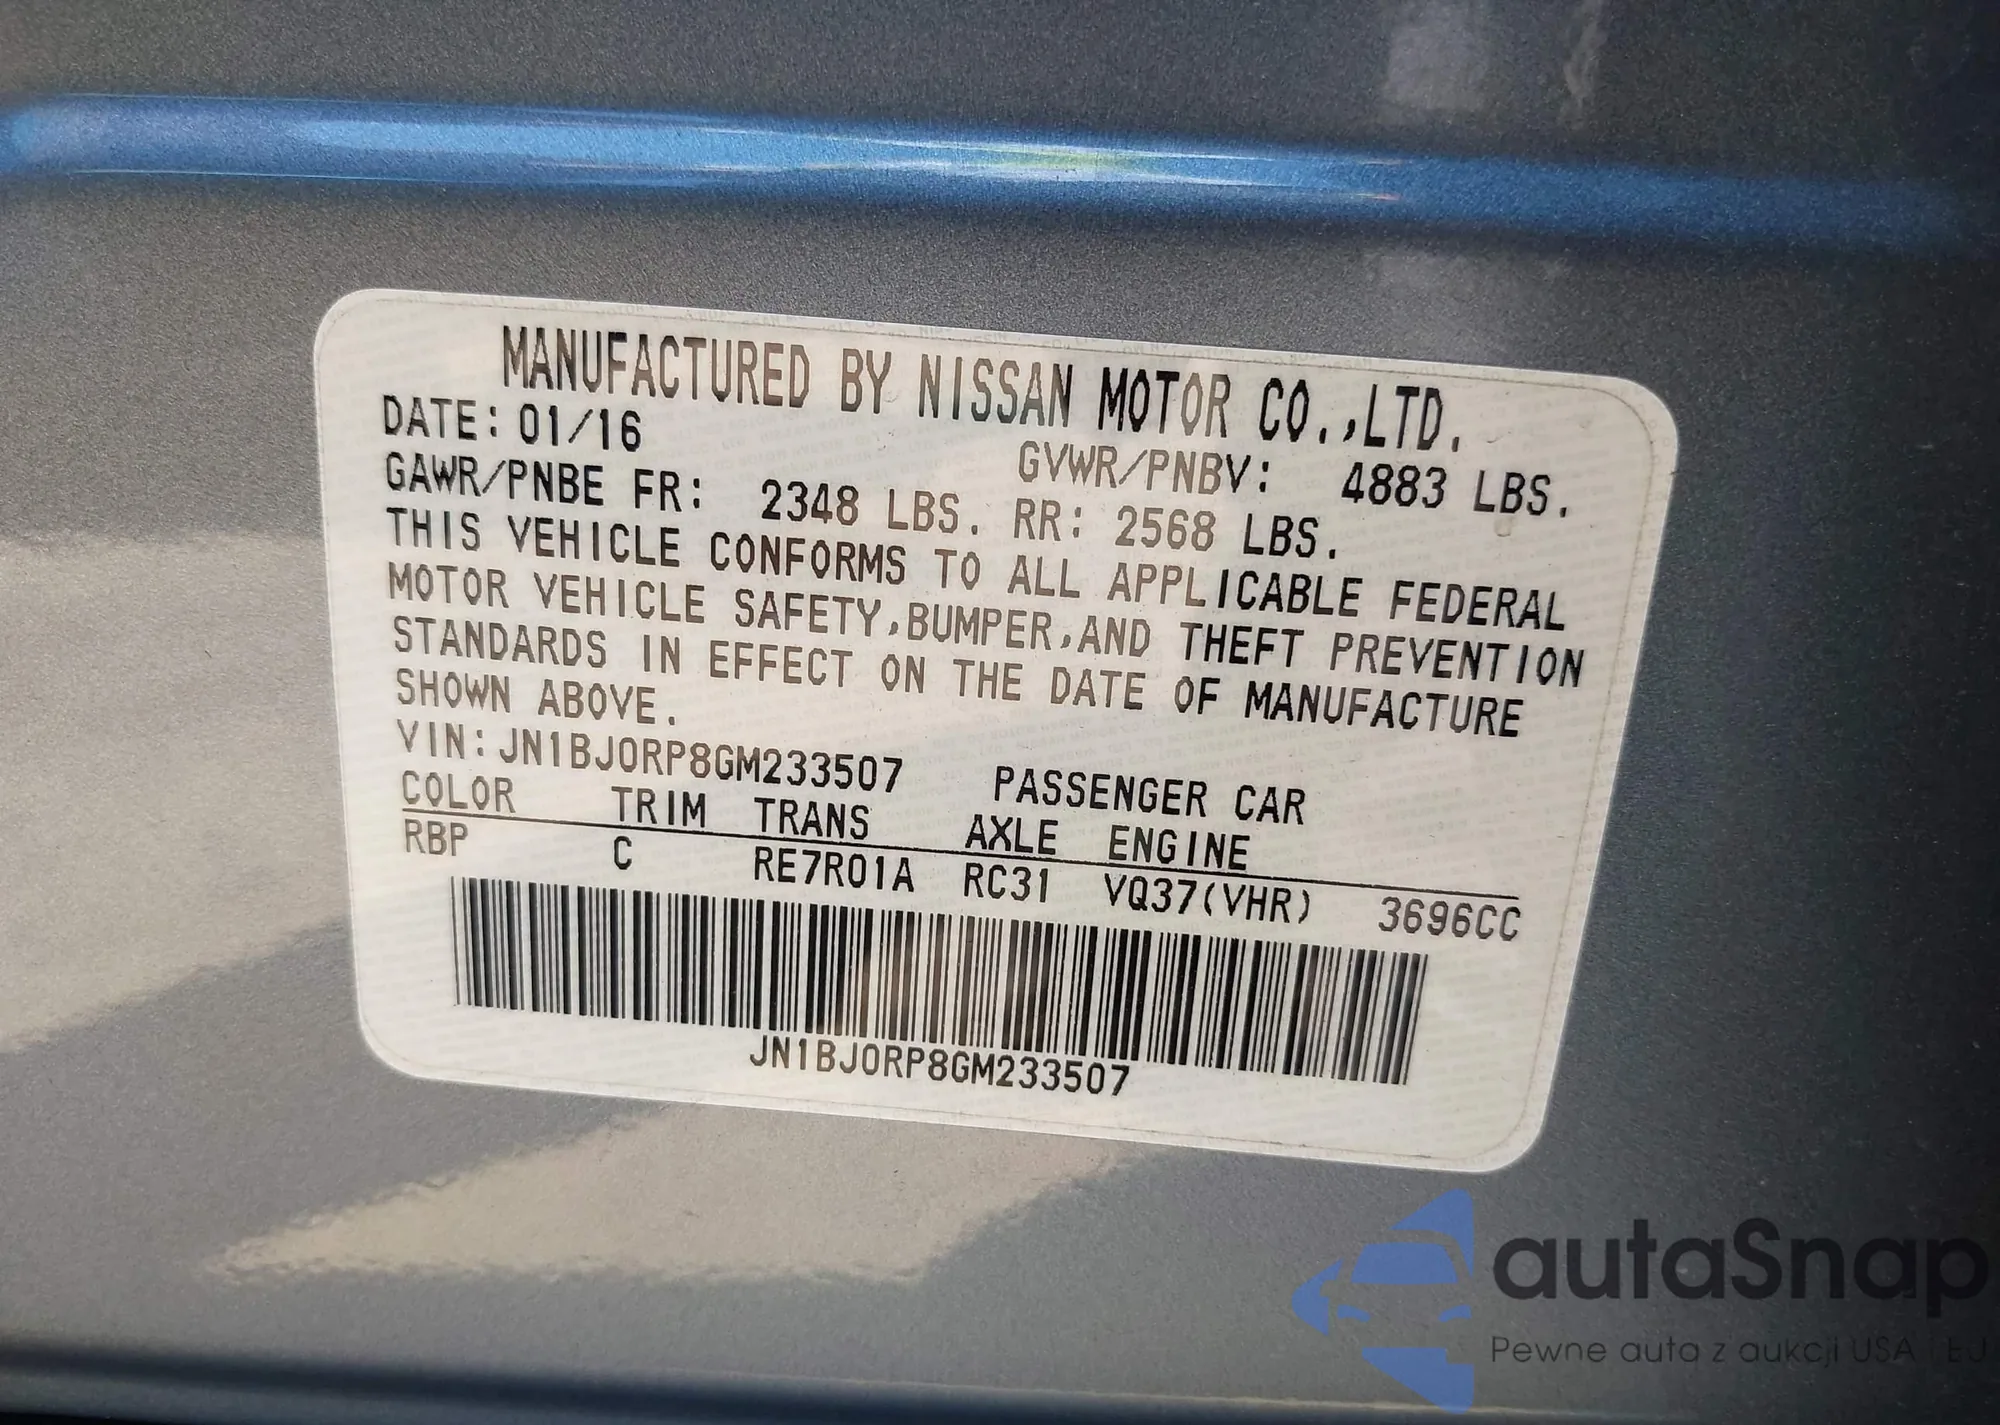 MANUFACTURED BY NISSAN MOTOR CO.,LTD.
DATE: 01/16 GVWR/PNBV: 4883 LBS.
GAWR/PNBE FR: 2348 LBS. RR: 2568 LBS.
THIS VEHICLE CONFORMS TO ALL APPLICABLE FEDERAL
MOTOR VEHICLE SAFETY,BUMPER,AND THEFT PREVENTION
STANDARDS IN EFFECT ON THE DATE OF MANUFACTURE
SHOWN ABOVE.
VIN: JN1BJ0RP8GM233507 PASSENGER CAR
COLOR TRIM TRANS AXLE ENGINE
RBP C RE7R01A RC31 VQ37(VHR) 3696CC
JN1BJ0RP8GM233507
autaSnap
Pewne auta z aukcji USA i EU